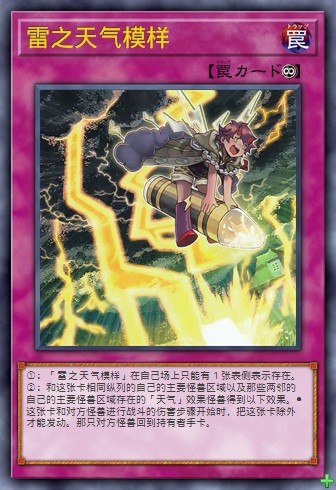 雷之天气模样
トラップ
罠
【罠カード】
①：「雷之天气模样」在自己场上只能有１张表侧表示存在。
②：和这张卡相同纵列的自己的主要怪兽区域以及那些两邻的
自己的主要怪兽区域存在的「天气」效果怪兽得到以下效果。●
这张卡和对方怪兽进行战斗的伤害步骤开始时，把这张卡除外
才能发动。那只对方怪兽回到持有者手卡。